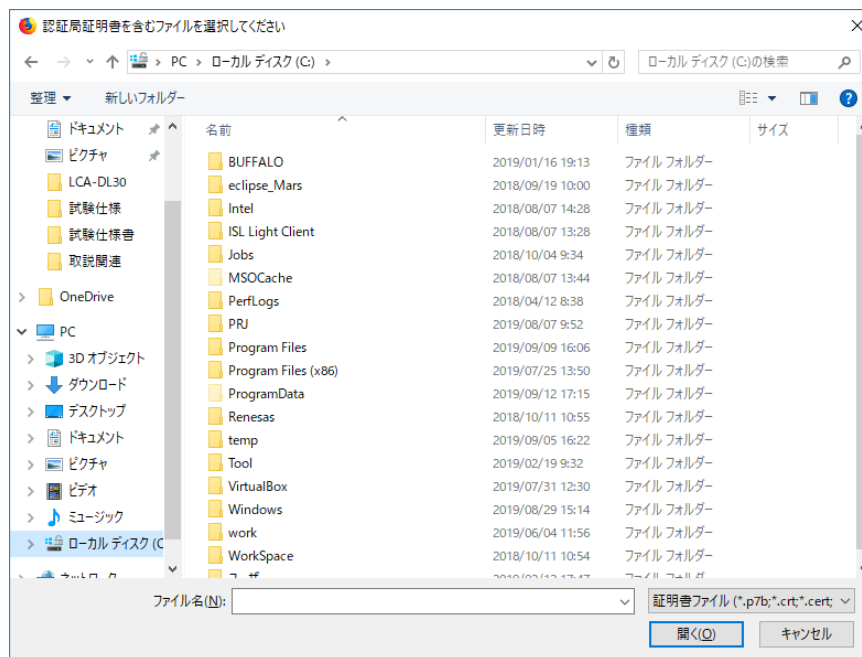 認証局証明書を含むファイルを選択してください
PC › ローカル ディスク (C:) ›
ローカル ディスク (C:)の検索
整理 新しいフォルダー
ドキュメント
ピクチャ
LCA-DL30
試験仕様
試験仕様書
取説関連
OneDrive
PC
3D オブジェクト
ダウンロード
デスクトップ
ドキュメント
ピクチャ
ビデオ
ミュージック
ローカル ディスク (C
名前 更新日時 種類 サイズ
BUFFALO 2019/01/16 19:13 ファイル フォルダー
eclipse_Mars 2018/09/19 10:00 ファイル フォルダー
Intel 2018/08/07 14:28 ファイル フォルダー
ISL Light Client 2018/08/07 13:28 ファイル フォルダー
Jobs 2018/10/04 9:34 ファイル フォルダー
MSOCache 2018/08/07 13:44 ファイル フォルダー
PerfLogs 2018/04/12 8:38 ファイル フォルダー
PRJ 2019/08/07 9:52 ファイル フォルダー
Program Files 2019/09/09 16:06 ファイル フォルダー
Program Files (x86) 2019/07/25 13:50 ファイル フォルダー
ProgramData 2019/09/12 17:15 ファイル フォルダー
Renesas 2018/10/11 10:55 ファイル フォルダー
temp 2019/09/05 16:22 ファイル フォルダー
Tool 2019/02/19 9:32 ファイル フォルダー
VirtualBox 2019/07/31 12:30 ファイル フォルダー
Windows 2019/08/29 15:14 ファイル フォルダー
work 2019/06/04 11:56 ファイル フォルダー
WorkSpace 2018/10/11 10:54 ファイル フォルダー
ファイル名(N): 証明書ファイル (*.p7b;*.crt;*.cert;
開く(O) キャンセル